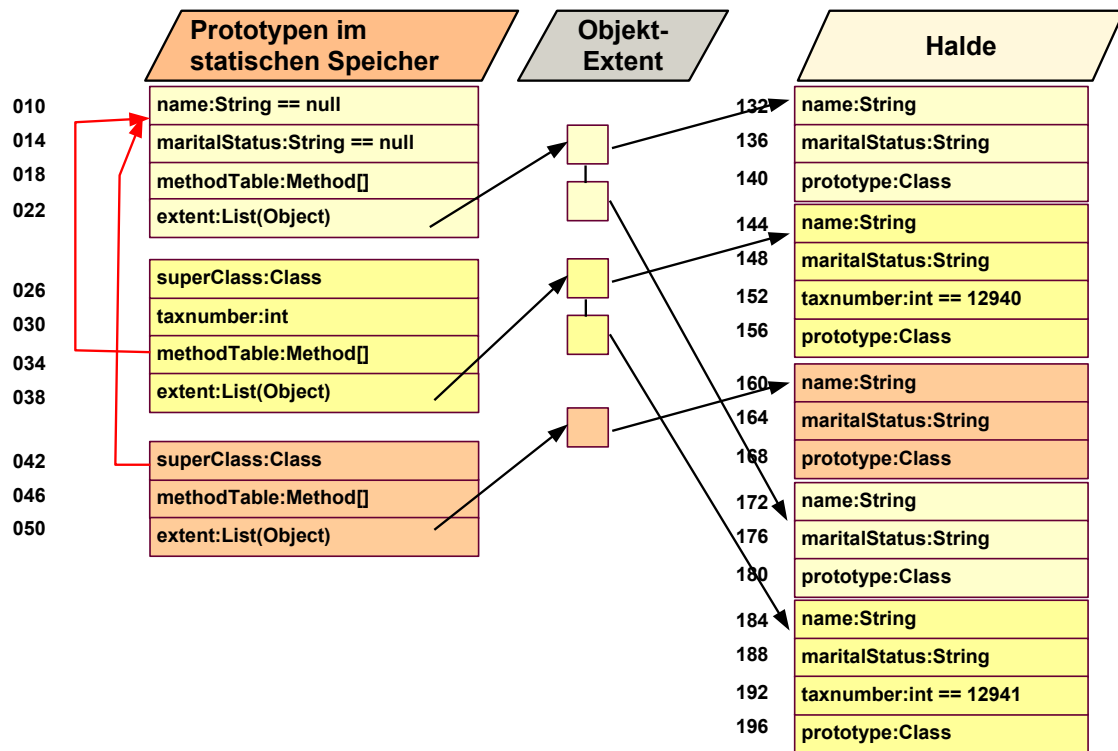 Prototypen im
statischen Speicher
Objekt-
Extent
Halde
010
name:String == null
014
maritalStatus:String == null
018
methodTable:Method[]
022
extent:List(Object)
026
superClass:Class
030
taxnumber:int
034
methodTable:Method[]
038
extent:List(Object)
042
superClass:Class
046
methodTable:Method[]
050
extent:List(Object)
132
name:String
136
maritalStatus:String
140
prototype:Class
144
name:String
148
maritalStatus:String
152
taxnumber:int == 12940
156
prototype:Class
160
name:String
164
maritalStatus:String
168
prototype:Class
172
name:String
176
maritalStatus:String
180
prototype:Class
184
name:String
188
maritalStatus:String
192
taxnumber:int == 12941
196
prototype:Class